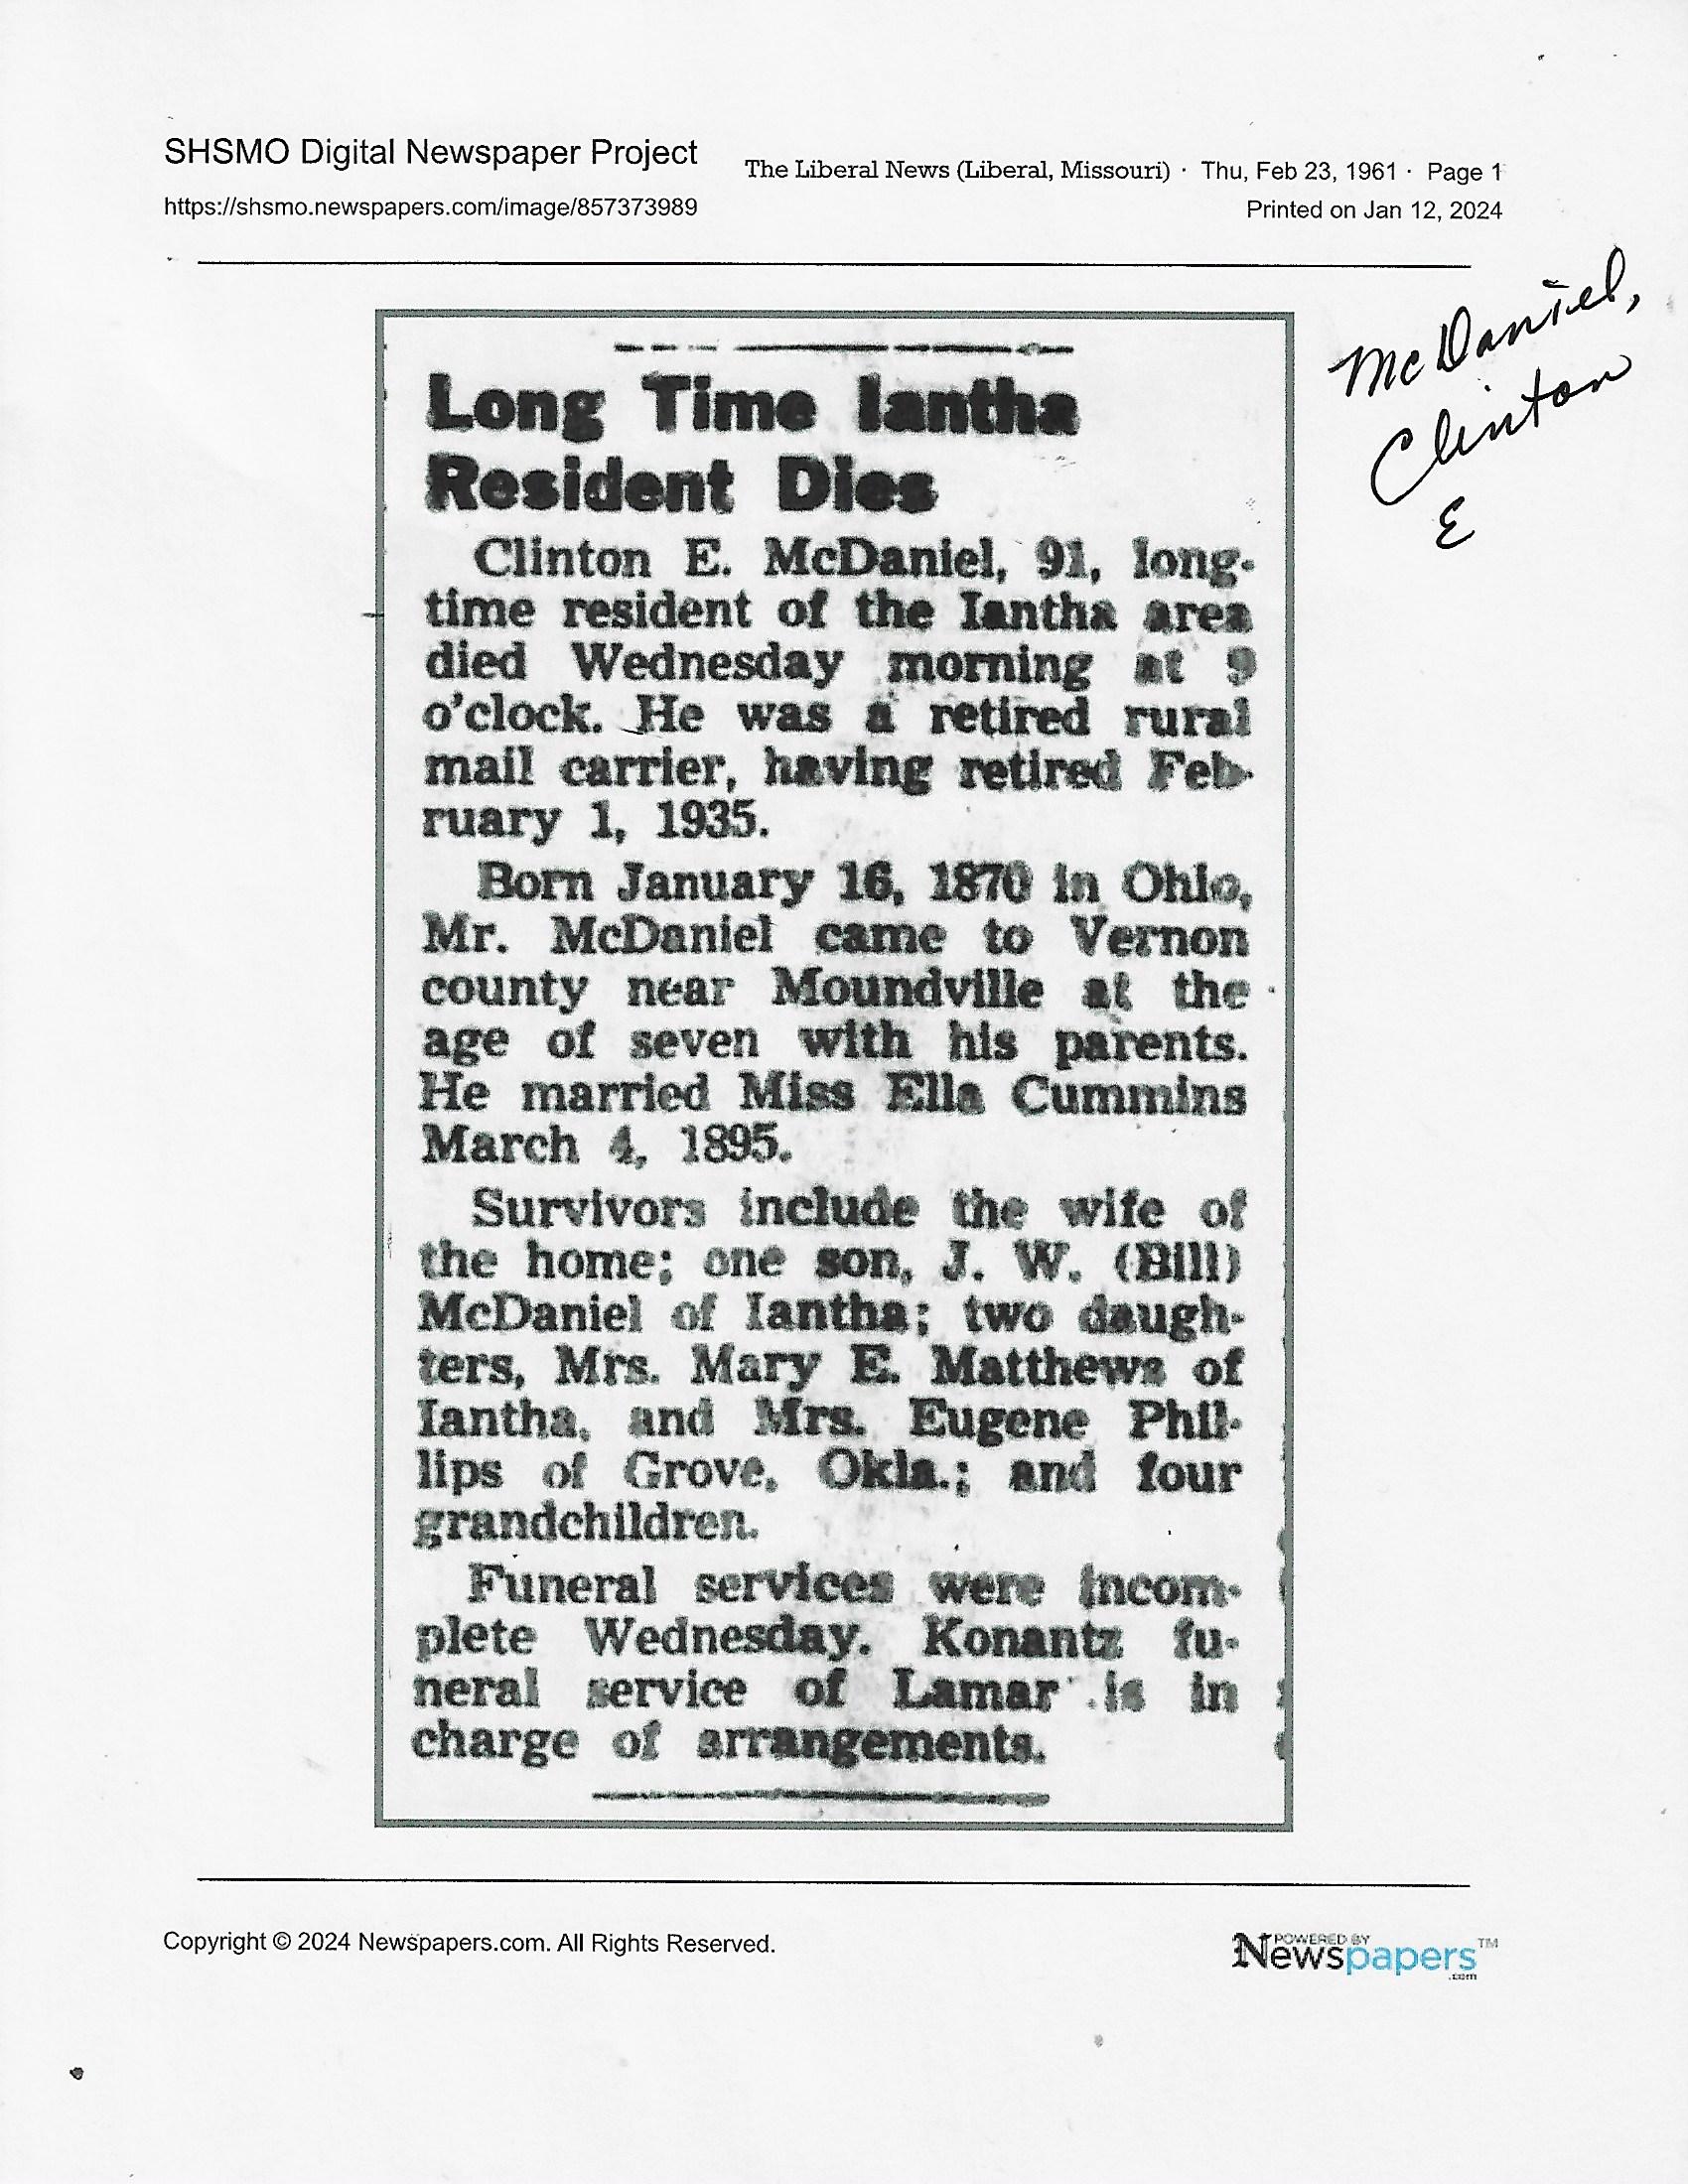 SHSMO Digital Newspaper Project
The Liberal News (Liberal, Missouri) · Thu, Feb 23, 1961 · Page 1
https://shsmo.newspapers.com/image/857373989
Printed on Jan 12, 2024
McDaniel,
Clinton
E
Long Time Iantha
Resident Dies
Clinton E. McDaniel, 91, long-
time resident of the Iantha area
died Wednesday morning at 9
o'clock. He was a retired rural
mail carrier, having retired Feb-
ruary 1, 1935.
Born January 16, 1870 in Ohio,
Mr. McDaniel came to Vernon
county near Moundville at the
age of seven with his parents.
He married Miss Ella Cummins
March 4, 1895.
Survivors include the wife of
the home; one son, J. W. (Bill)
McDaniel of Iantha; two daugh-
ters, Mrs. Mary E. Matthews of
Iantha, and Mrs. Eugene Phil-
lips of Grove, Okla.; and four
grandchildren.
Funeral services were incom-
plete Wednesday. Konantz fu-
neral service of Lamar is in
charge of arrangements.
Copyright © 2024 Newspapers.com. All Rights Reserved.
POWERED BY
Newspapers™
.com